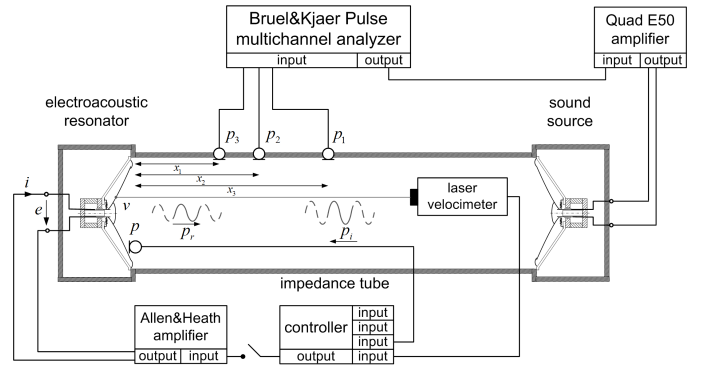 Bruel&Kjaer Pulse
multichannel analyzer
input output
Quad E50
amplifier
input output
electroacoustic
resonator
sound
source
p3 p2 p1
x1
x2
x3
i
e
v
laser
velocimeter
pr
pi
p
impedance tube
Allen&Heath
amplifier
output input
controller
input
input
input
output input